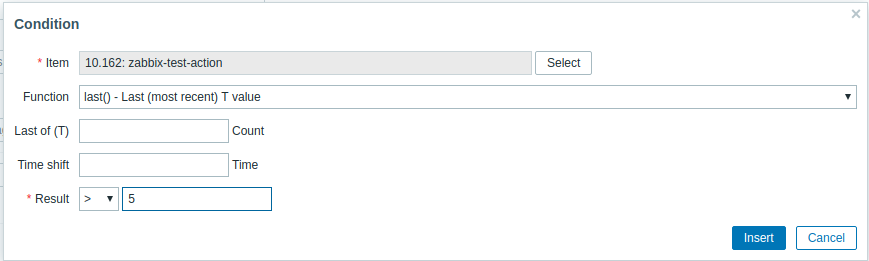 Condition
* Item 10.162: zabbix-test-action Select
Function last() - Last (most recent) T value
Last of (T) Count
Time shift Time
* Result > 5
Insert Cancel